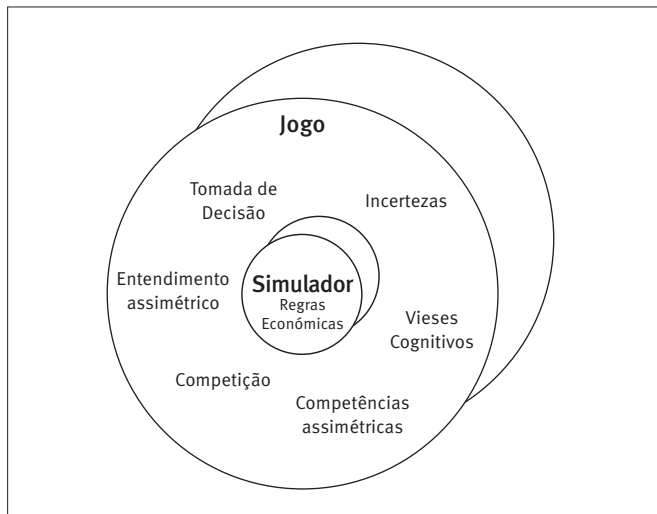 Jogo
Tomada de
Decisão
Incertezas
Entendimento
assimétrico
Simulador
Regras
Económicas
Vieses
Cognitivos
Competição
Competências
assimétricas